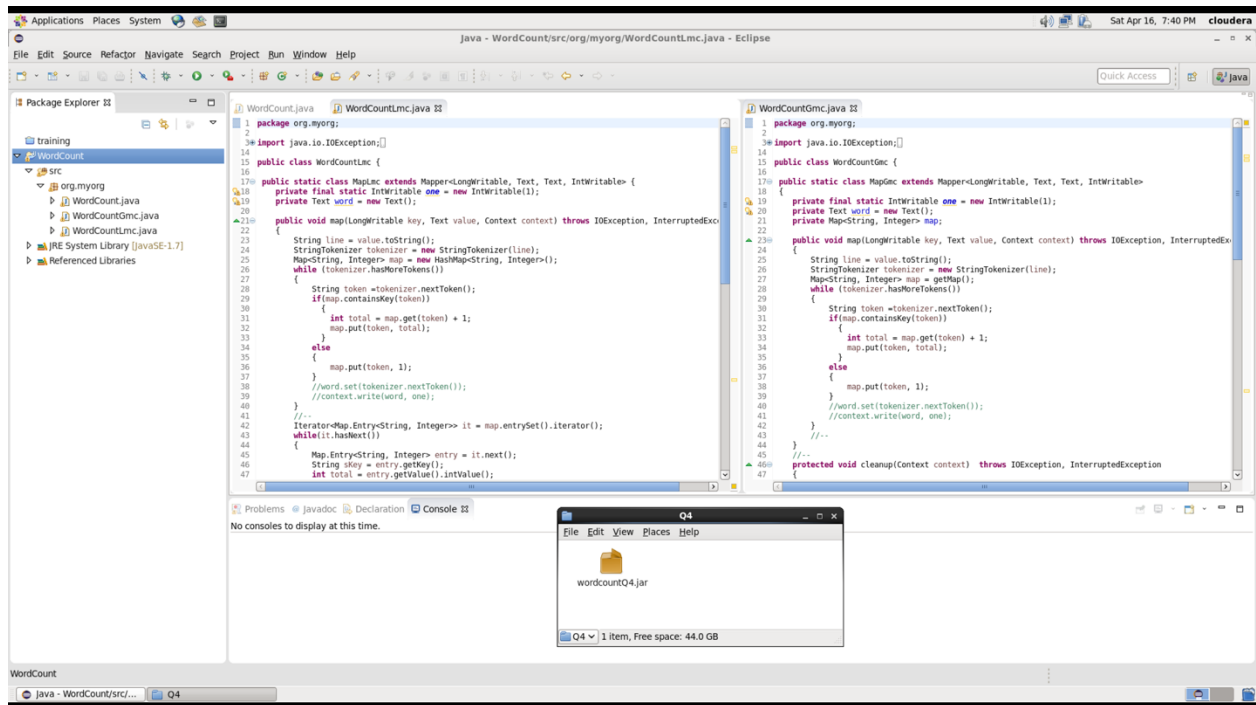 Applications Places System Sat Apr 16, 7:40 PM cloudera
Java - WordCount/src/org/myorg/WordCountLmc.java - Eclipse
File Edit Source Refactor Navigate Search Project Run Window Help
Quick Access Java
Package Explorer
training
WordCount
src
org.myorg
WordCount.java
WordCountGmc.java
WordCountLmc.java
JRE System Library [JavaSE-1.7]
Referenced Libraries
WordCount.java WordCountLmc.java
1 package org.myorg;
2
3 import java.io.IOException;
14
15 public class WordCountLmc {
16
17 public static class MapLmc extends Mapper<LongWritable, Text, Text, IntWritable> {
18 private final static IntWritable one = new IntWritable(1);
19 private Text word = new Text();
20
21 public void map(LongWritable key, Text value, Context context) throws IOException, InterruptedExce
22 {
23 String line = value.toString();
24 StringTokenizer tokenizer = new StringTokenizer(line);
25 Map<String, Integer> map = new HashMap<String, Integer>();
26 while (tokenizer.hasMoreTokens())
27 {
28 String token =tokenizer.nextToken();
29 if(map.containsKey(token))
30 {
31 int total = map.get(token) + 1;
32 map.put(token, total);
33 }
34 else
35 {
36 map.put(token, 1);
37 }
38 //word.set(tokenizer.nextToken());
39 //context.write(word, one);
40 }
41 //--
42 Iterator<Map.Entry<String, Integer>> it = map.entrySet().iterator();
43 while(it.hasNext())
44 {
45 Map.Entry<String, Integer> entry = it.next();
46 String sKey = entry.getKey();
47 int total = entry.getValue().intValue();
WordCountGmc.java
1 package org.myorg;
2
3 import java.io.IOException;
14
15 public class WordCountGmc {
16
17 public static class MapGmc extends Mapper<LongWritable, Text, Text, IntWritable>
18 {
19 private final static IntWritable one = new IntWritable(1);
20 private Text word = new Text();
21 private Map<String, Integer> map;
22
23 public void map(LongWritable key, Text value, Context context) throws IOException, InterruptedEx
24 {
25 String line = value.toString();
26 StringTokenizer tokenizer = new StringTokenizer(line);
27 Map<String, Integer> map = getMap();
28 while (tokenizer.hasMoreTokens())
29 {
30 String token =tokenizer.nextToken();
31 if(map.containsKey(token))
32 {
33 int total = map.get(token) + 1;
34 map.put(token, total);
35 }
36 else
37 {
38 map.put(token, 1);
39 }
40 //word.set(tokenizer.nextToken());
41 //context.write(word, one);
42 }
43 //--
44 }
45 //--
46 protected void cleanup(Context context) throws IOException, InterruptedException
47 {
Problems Javadoc Declaration Console
No consoles to display at this time.
Q4
File Edit View Places Help
wordcountQ4.jar
Q4 1 item, Free space: 44.0 GB
WordCount
Java - WordCount/src/... Q4